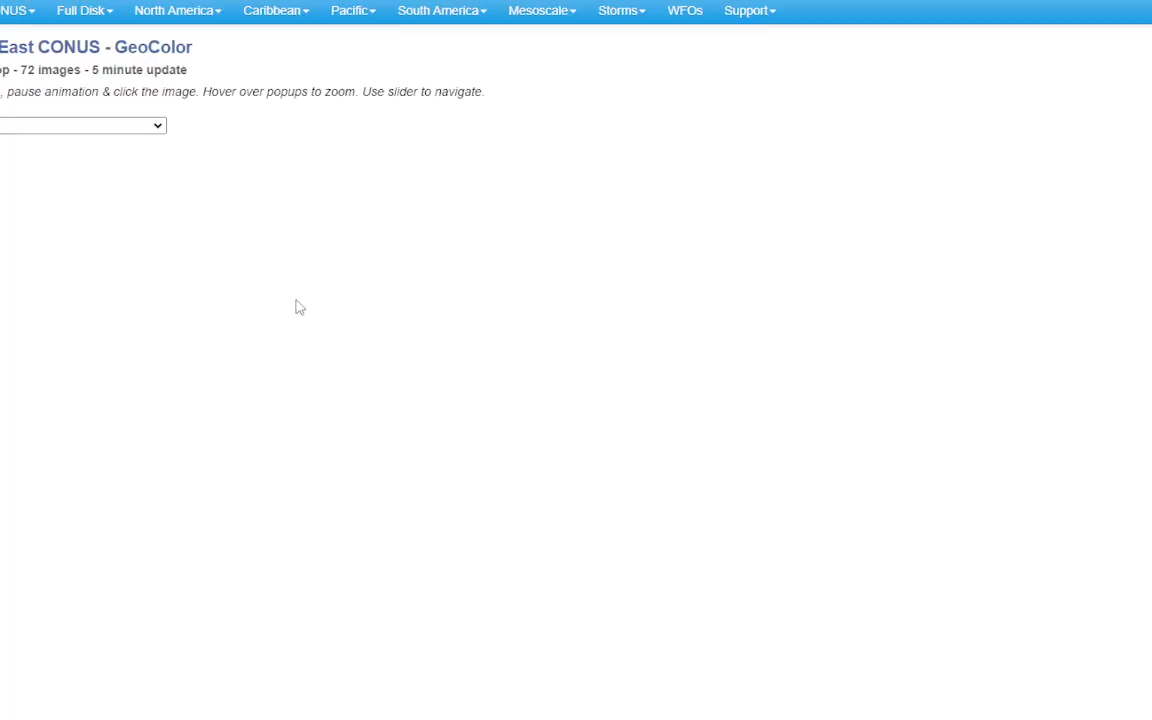 NUS Full Disk North America Caribbean Pacific South America Mesoscale Storms WFOs Support
East CONUS - GeoColor
op - 72 images - 5 minute update
, pause animation & click the image. Hover over popups to zoom. Use slider to navigate.